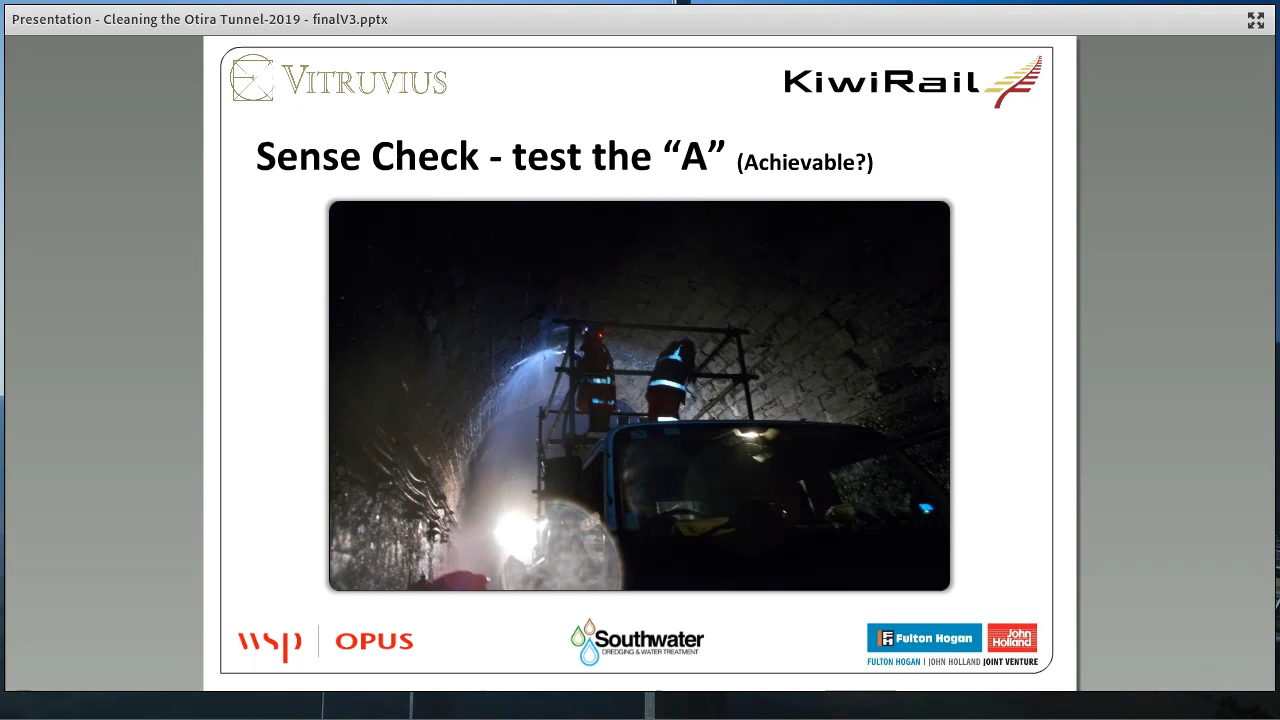 Presentation - Cleaning the Otira Tunnel-2019 - finalV3.pptx
VITRUVIUS
KiwiRail
Sense Check - test the “A” (Achievable?)
wsp | OPUS
Southwater
DREDGING & WATER TREATMENT
Fulton Hogan
John
Holland
FULTON HOGAN | JOHN HOLLAND JOINT VENTURE